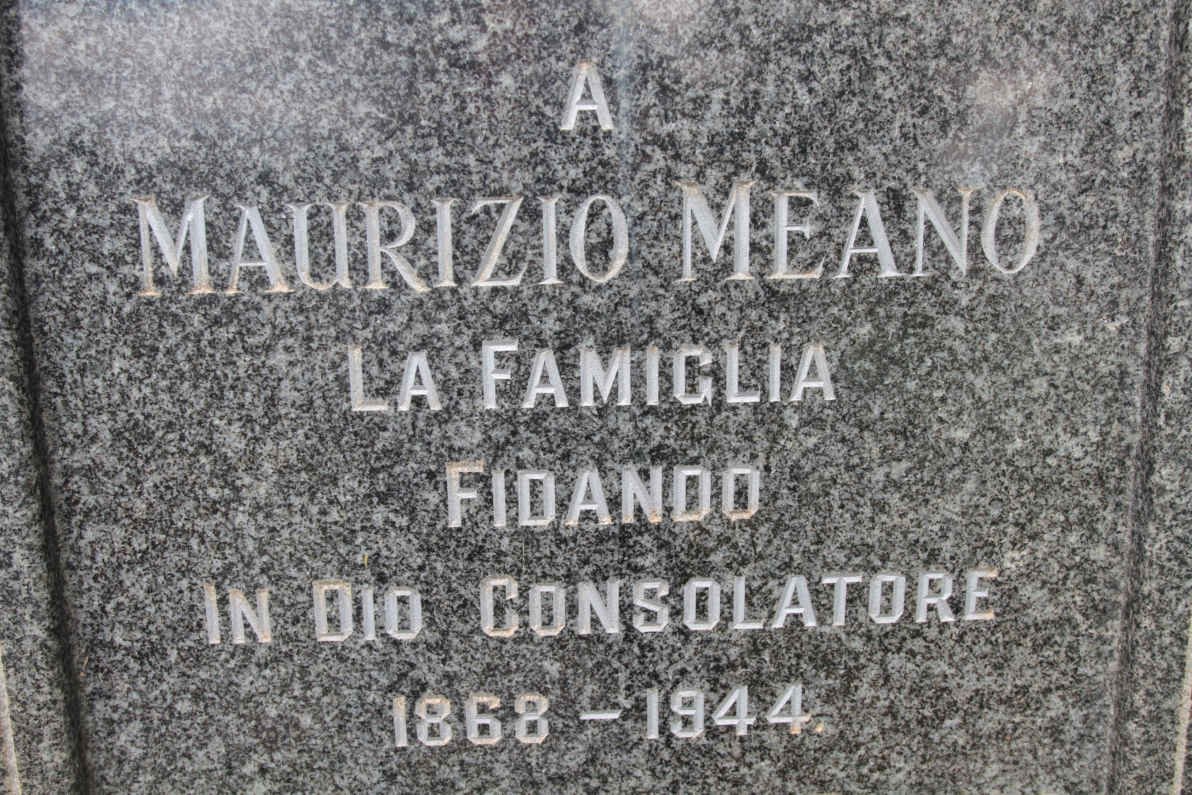 A
MAURIZIO MEANO
LA FAMIGLIA
FIDANDO
IN DIO CONSOLATORE
1868 - 1944.